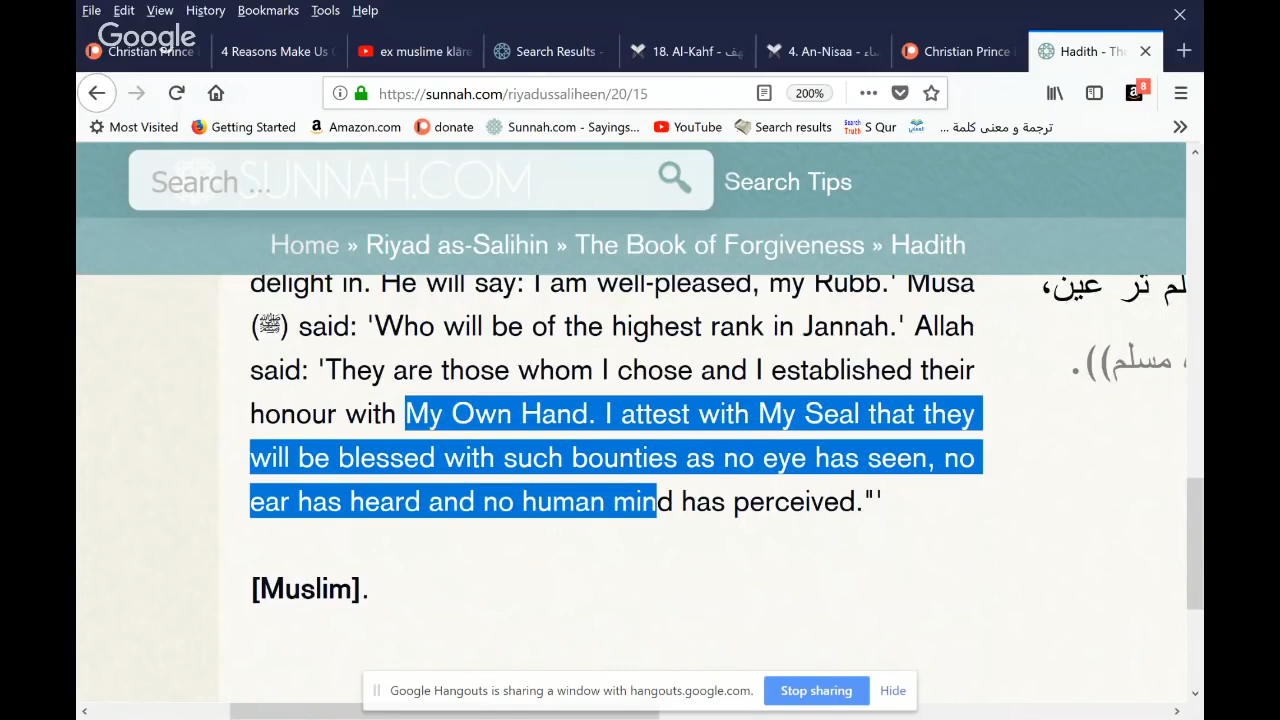 File Edit View History Bookmarks Tools Help
Google
Christian Prince 4 Reasons Make Us ex muslime kläre Search Results - 18. Al-Kahf - 4. An-Nisaa - Christian Prince Hadith - Th
https://sunnah.com/riyadussaliheen/20/15 200% 8
Most Visited Getting Started Amazon.com donate Sunnah.com - Sayings... YouTube Search results Search Truth S Qur ترجمة و معنى كلمة ...
Search ... SUNNAH.COM Search Tips
Home » Riyad as-Salihin » The Book of Forgiveness » Hadith
delight in. He will say: I am well-pleased, my Rubb.' Musa
(ﷺ) said: 'Who will be of the highest rank in Jannah.' Allah
said: 'They are those whom I chose and I established their
honour with My Own Hand. I attest with My Seal that they
will be blessed with such bounties as no eye has seen, no
ear has heard and no human mind has perceived."'
[Muslim].
تر عين،
مسلم)).
Google Hangouts is sharing a window with hangouts.google.com. Stop sharing Hide